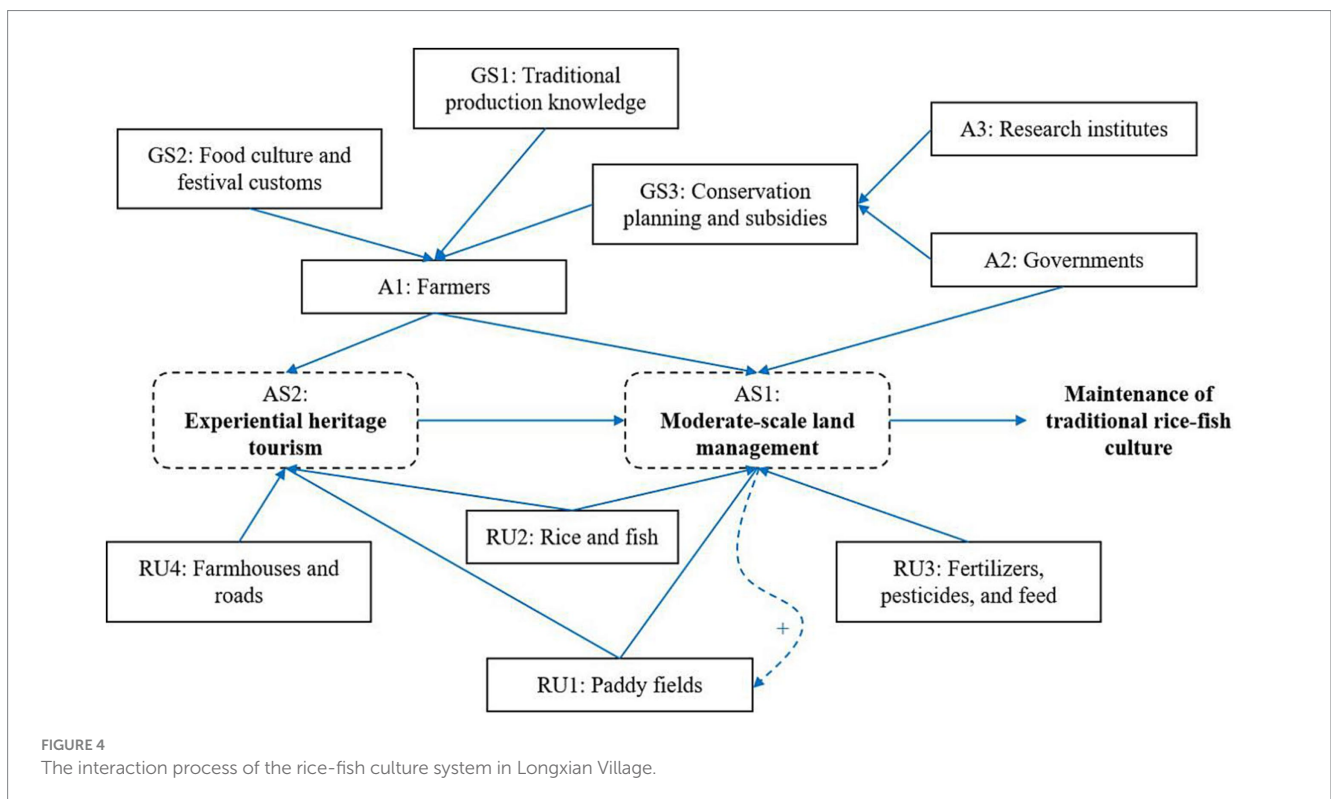 GS1: Traditional
production knowledge
GS2: Food culture and
festival customs
A3: Research institutes
GS3: Conservation
planning and subsidies
A2: Governments
A1: Farmers
AS2:
Experiential heritage
tourism
AS1:
Moderate-scale land
management
Maintenance of
traditional rice-fish
culture
RU2: Rice and fish
RU4: Farmhouses and
roads
RU3: Fertilizers,
pesticides, and feed
+
RU1: Paddy fields
FIGURE 4
The interaction process of the rice-fish culture system in Longxian Village.